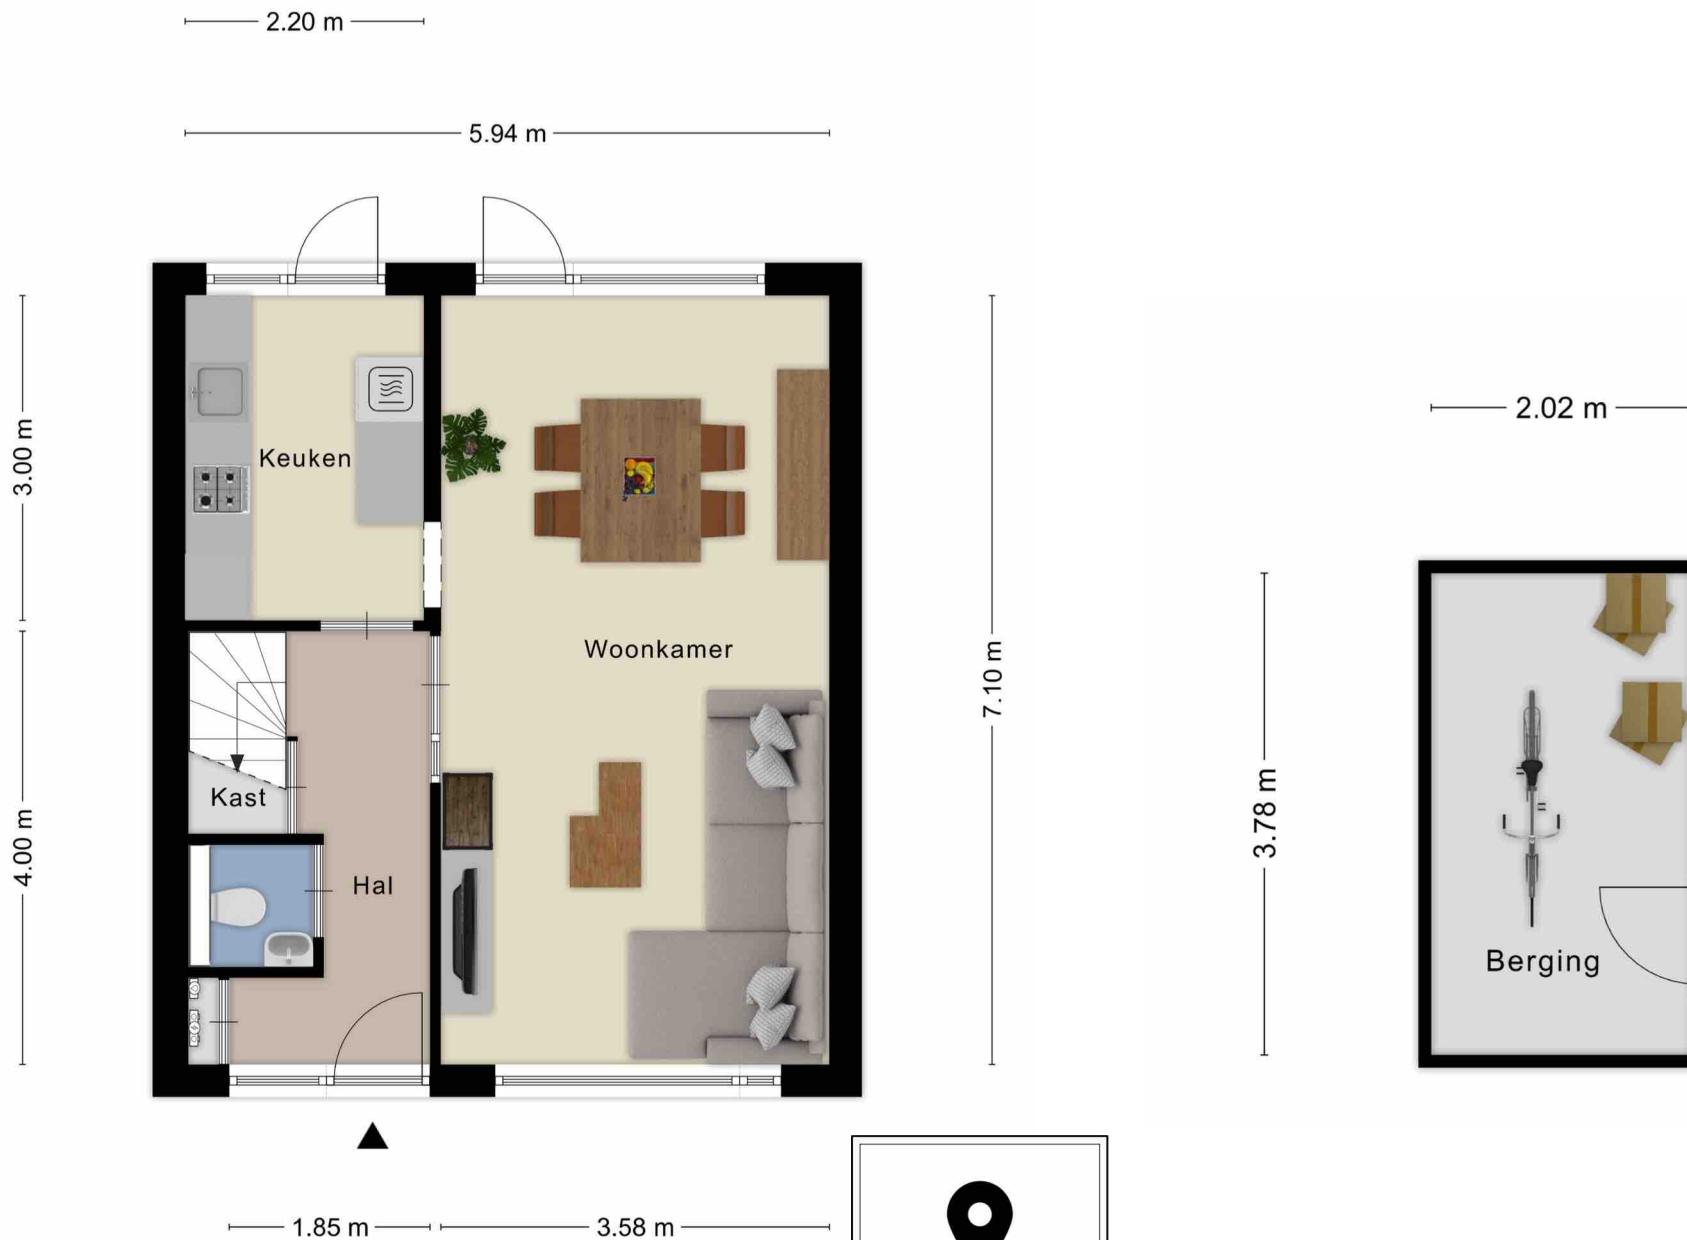 2.20 m
5.94 m
2.02 m
3.00 m
Keuken
Woonkamer
7.10 m
3.78 m
Kast
4.00 m
Hal
Berging
1.85 m
3.58 m